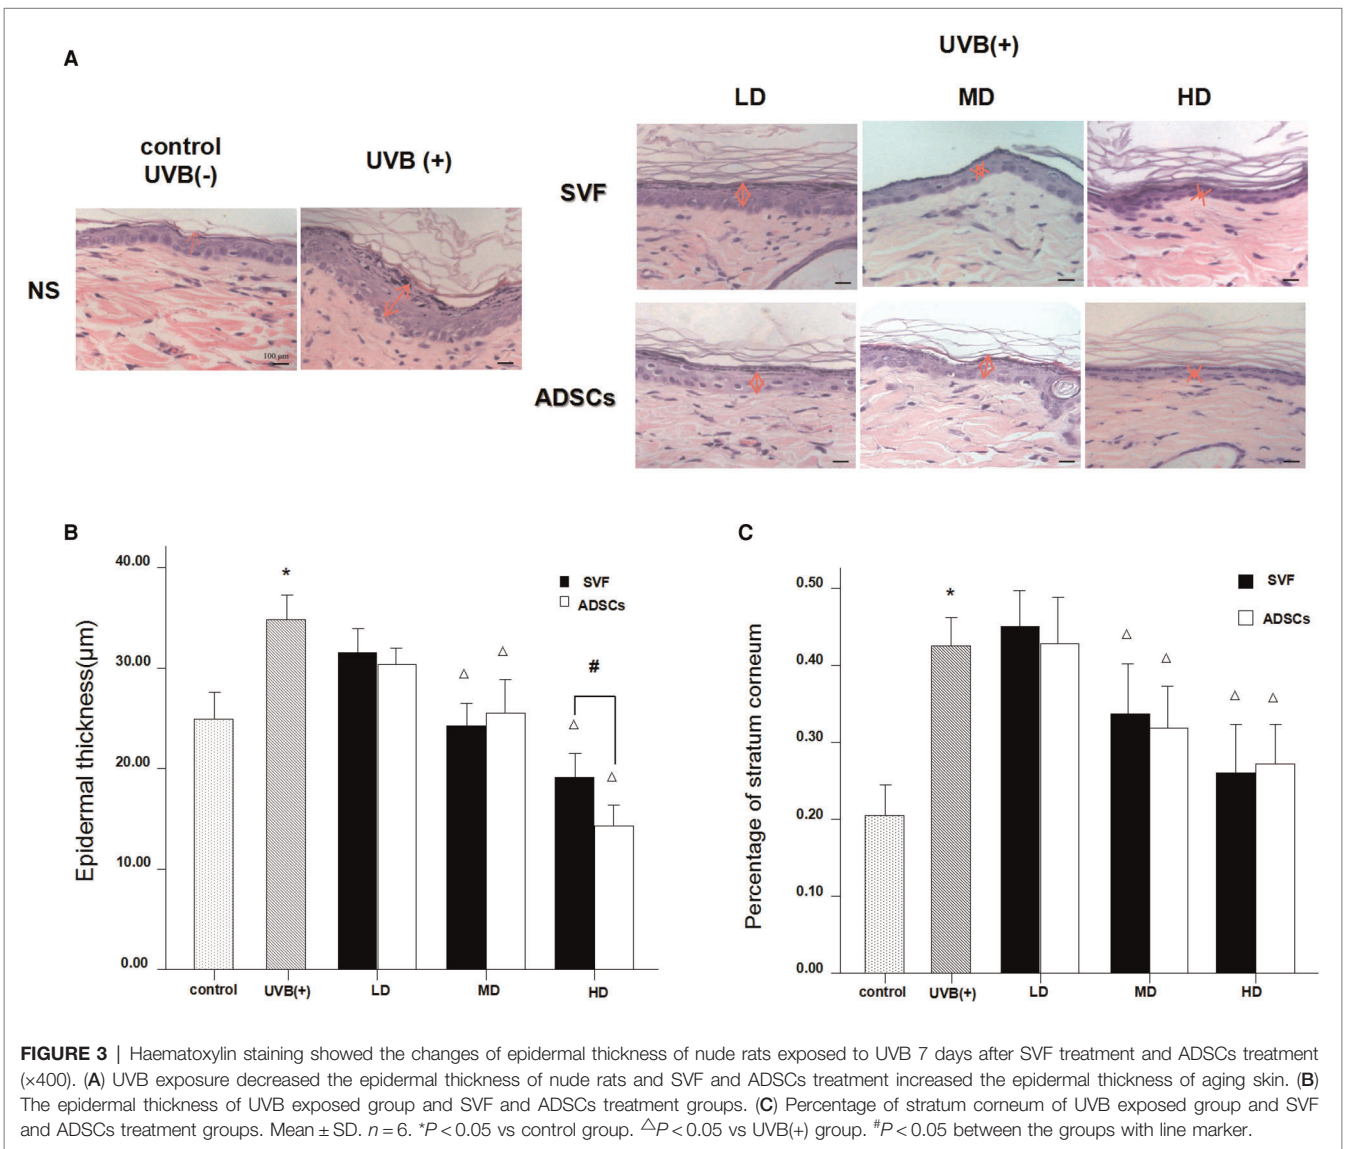 A
UVB(+)
LD MD HD
control
UVB(-)
UVB (+)
SVF
NS
100 μm
ADSCs
B
40.00
30.00
20.00
10.00
0.00
Epidermal thickness(μm)
*
SVF
ADSCs
△ △
#
△
△
control UVB(+) LD MD HD
C
0.50
0.40
0.30
0.20
0.10
0.00
Percentage of stratum corneum
*
SVF
ADSCs
△ △
△ △
control UVB(+) LD MD HD
FIGURE 3 | Haematoxylin staining showed the changes of epidermal thickness of nude rats exposed to UVB 7 days after SVF treatment and ADSCs treatment
(×400). (A) UVB exposure decreased the epidermal thickness of nude rats and SVF and ADSCs treatment increased the epidermal thickness of aging skin. (B)
The epidermal thickness of UVB exposed group and SVF and ADSCs treatment groups. (C) Percentage of stratum corneum of UVB exposed group and SVF
and ADSCs treatment groups. Mean ± SD. n = 6. *P < 0.05 vs control group. △P < 0.05 vs UVB(+) group. #P < 0.05 between the groups with line marker.